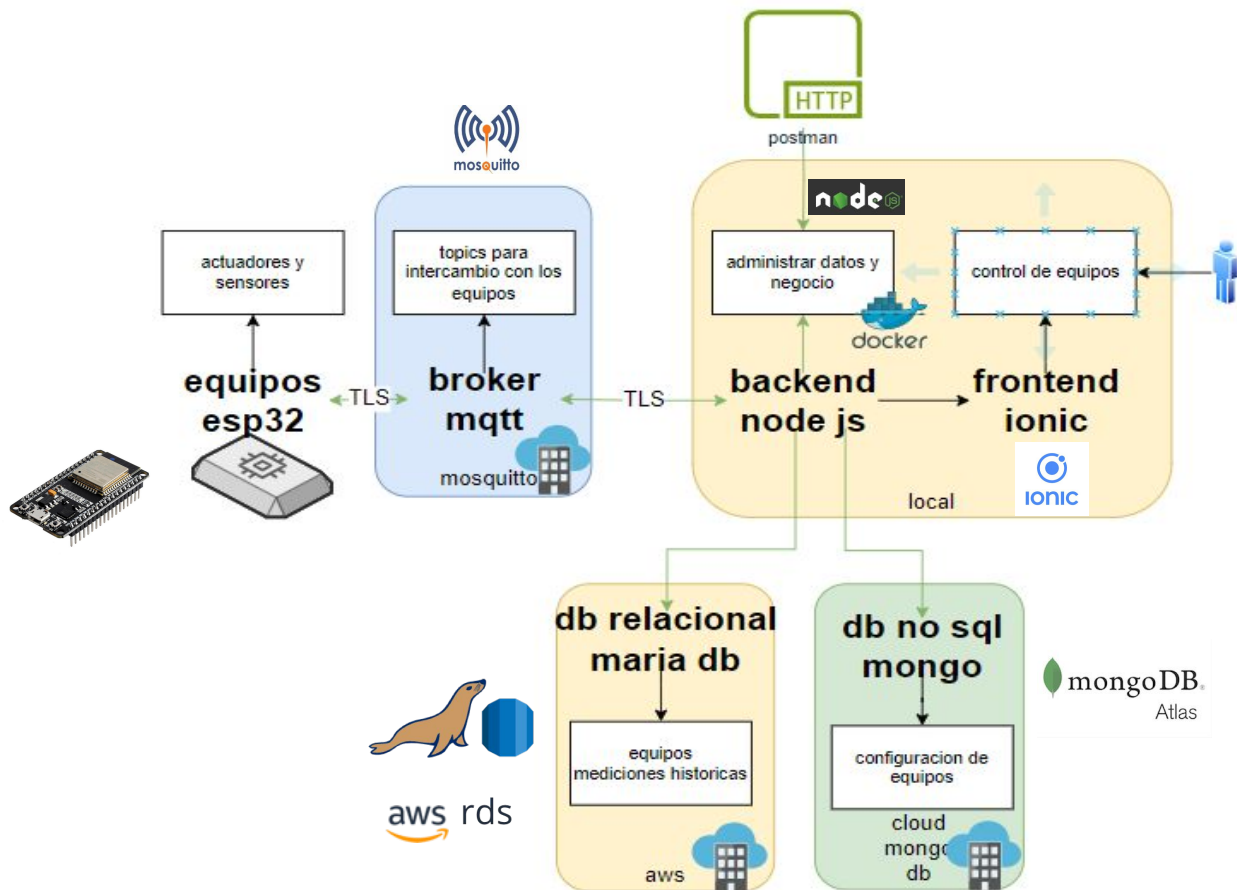 HTTP
postman
mosquitto
node
JS
actuadores y
sensores
topics para
intercambio con los
equipos
administrar datos y
negocio
control de equipos
docker
equipos
esp32
TLS
broker
mqtt
mosquitto
TLS
backend
node js
frontend
ionic
IONIC
local
db relacional
maria db
equipos
mediciones historicas
aws
aws rds
db no sql
mongo
configuracion de
equipos
cloud
mongo
db
mongoDB.
Atlas